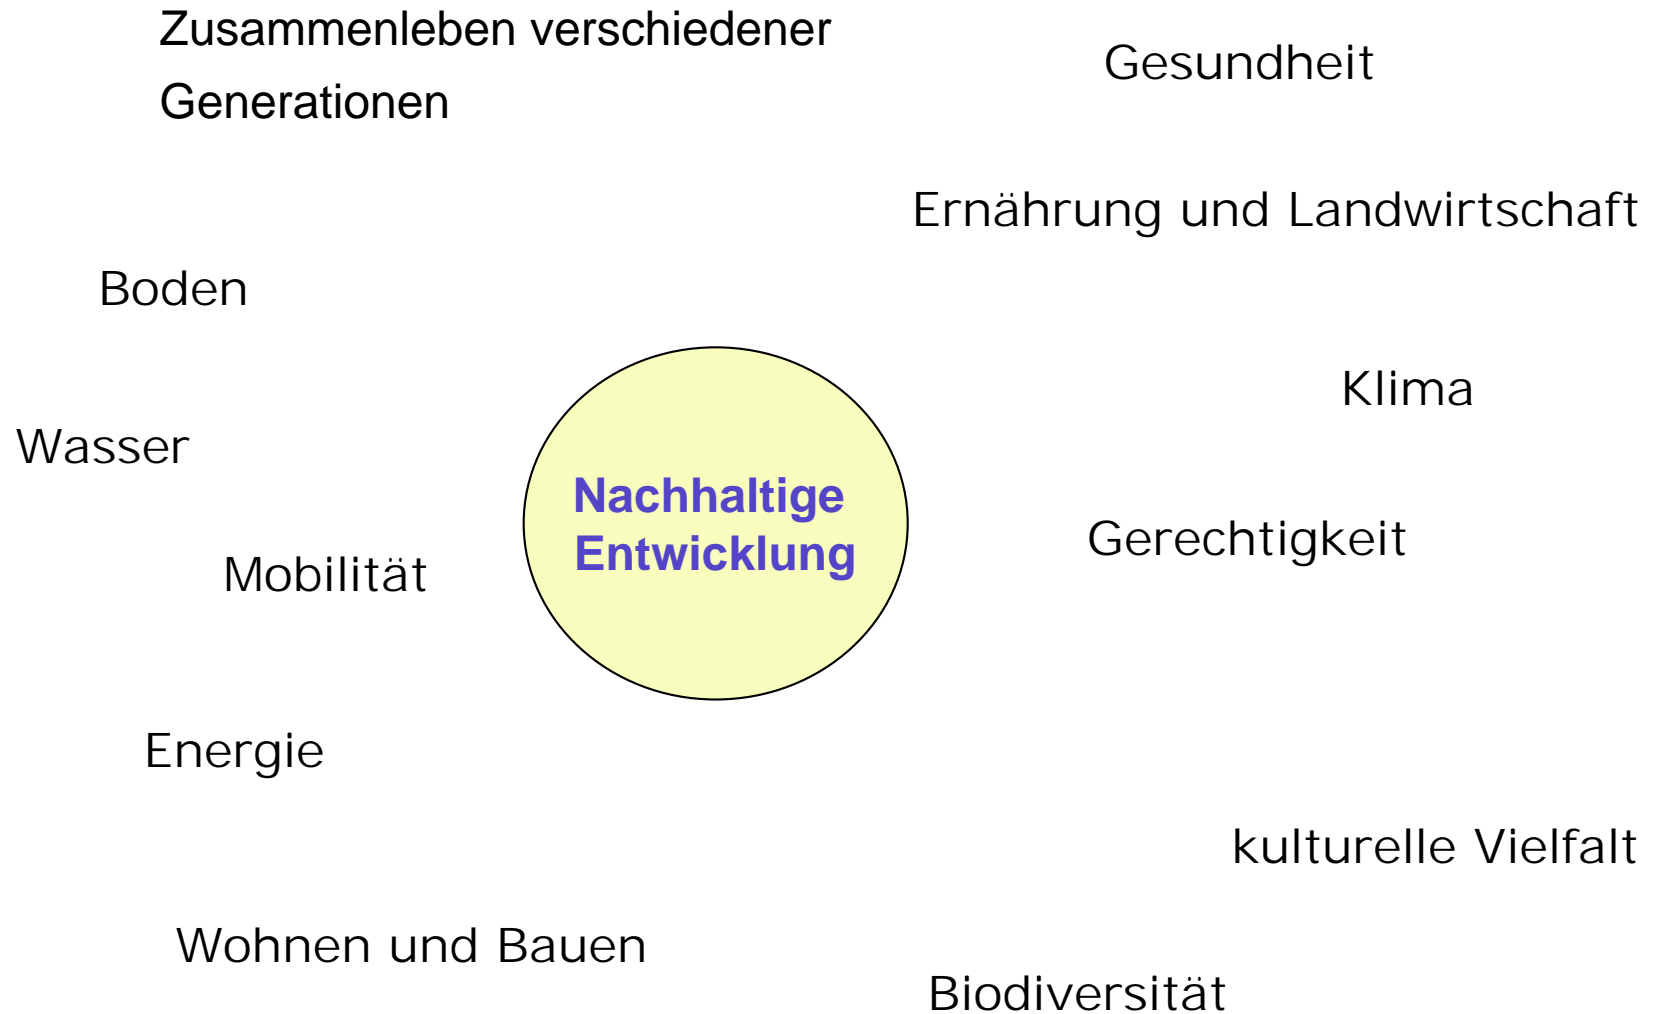 Zusammenleben verschiedener
Generationen
Gesundheit
Ernährung und Landwirtschaft
Boden
Klima
Wasser
Nachhaltige
Entwicklung
Gerechtigkeit
Mobilität
Energie
kulturelle Vielfalt
Wohnen und Bauen
Biodiversität